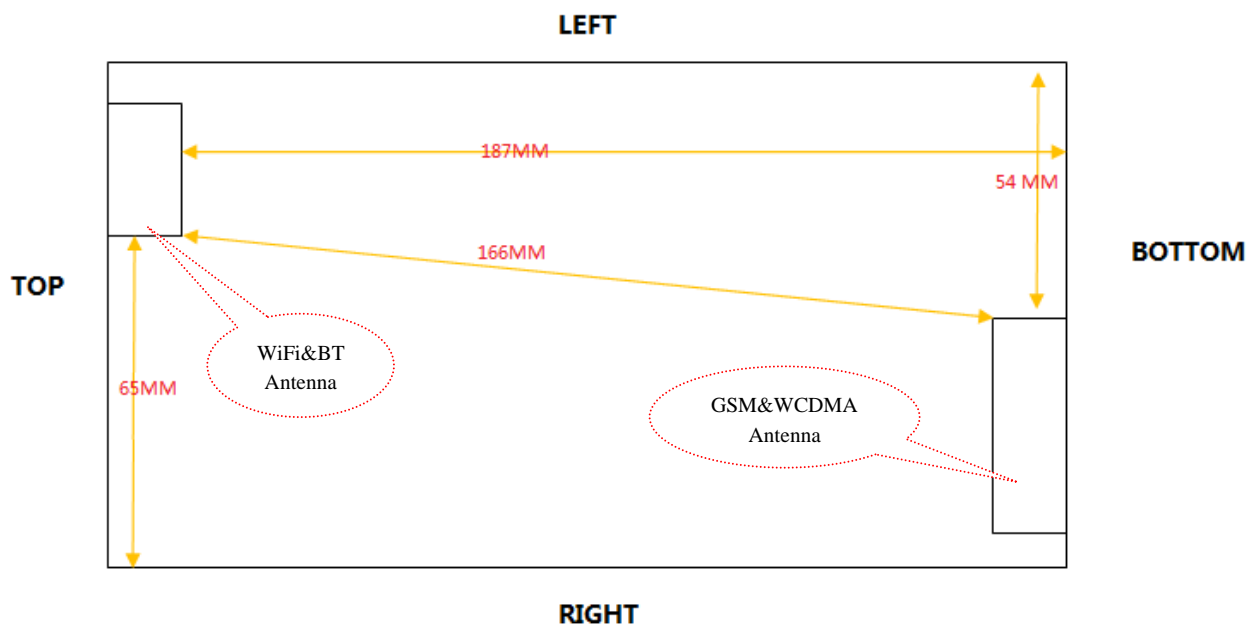 LEFT
187MM
54 MM
166MM
BOTTOM
TOP
WiFi&BT
Antenna
65MM
GSM&WCDMA
Antenna
RIGHT